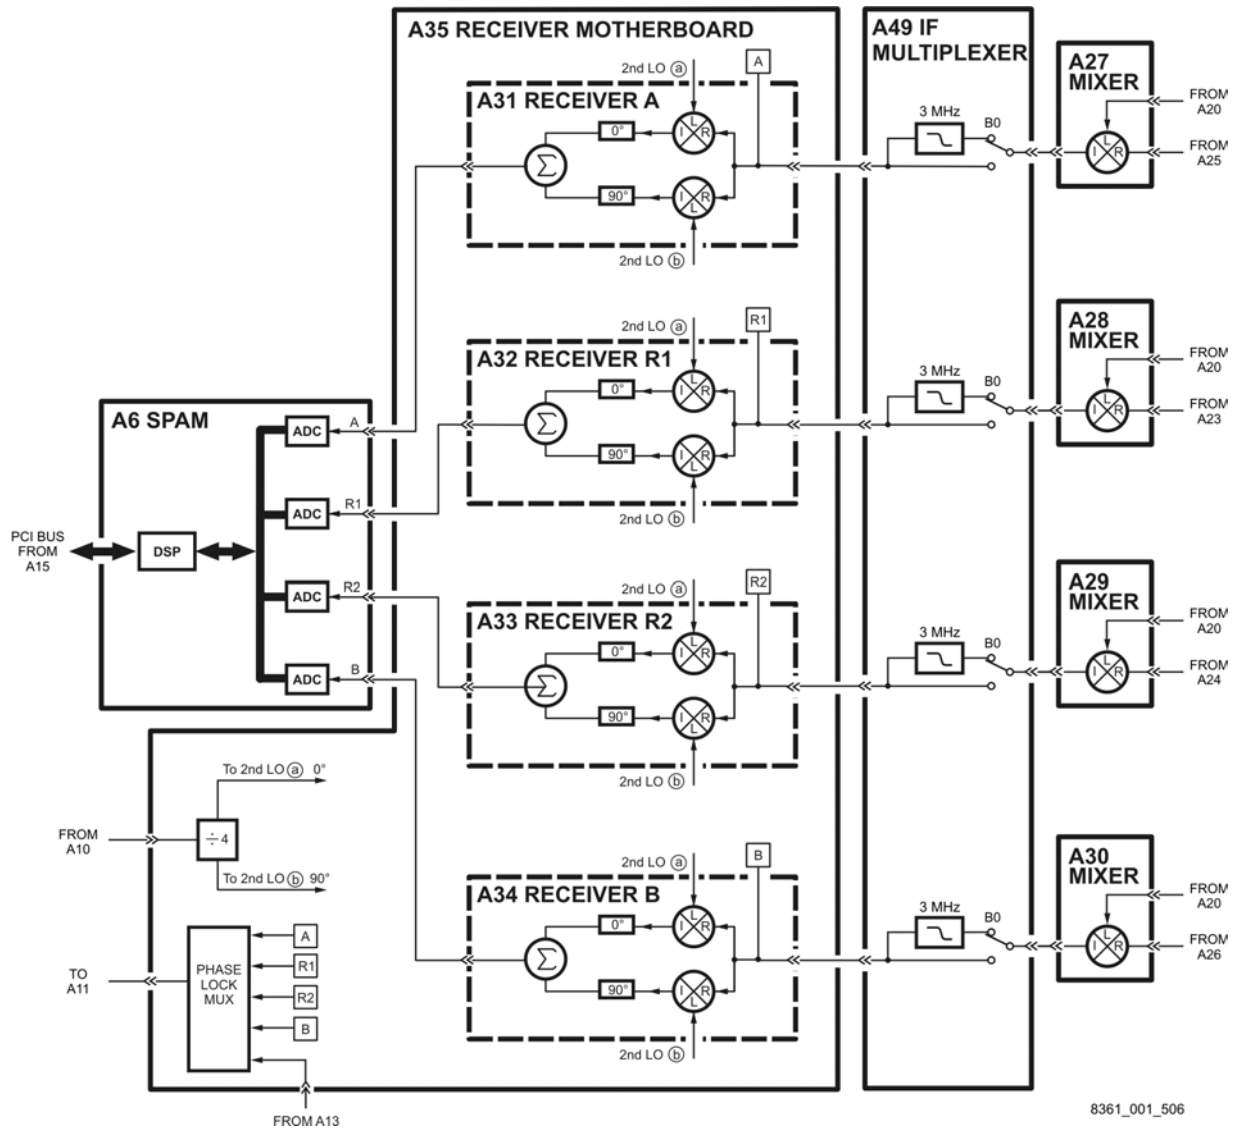 A35 RECEIVER MOTHERBOARD
A49 IF
MULTIPLEXER
A27
MIXER
FROM
A20
FROM
A25
2nd LO ⓐ
A
A31 RECEIVER A
0°
L
I R
Σ
90°
I R
L
2nd LO ⓑ
3 MHz
B0
L
I R
A28
MIXER
FROM
A20
FROM
A23
2nd LO ⓐ
R1
A32 RECEIVER R1
0°
L
I R
Σ
90°
I R
L
2nd LO ⓑ
3 MHz
B0
L
I R
A6 SPAM
ADC
A
ADC
R1
PCI BUS
FROM
A15
DSP
ADC
R2
ADC
B
A29
MIXER
FROM
A20
FROM
A24
2nd LO ⓐ
R2
A33 RECEIVER R2
0°
L
I R
Σ
90°
I R
L
2nd LO ⓑ
3 MHz
B0
L
I R
To 2nd LO ⓐ 0°
FROM
A10
÷4
To 2nd LO ⓑ 90°
A30
MIXER
FROM
A20
FROM
A26
2nd LO ⓐ
B
A34 RECEIVER B
0°
L
I R
Σ
90°
I R
L
2nd LO ⓑ
3 MHz
B0
L
I R
TO
A11
PHASE
LOCK
MUX
A
R1
R2
B
FROM A13
8361_001_506